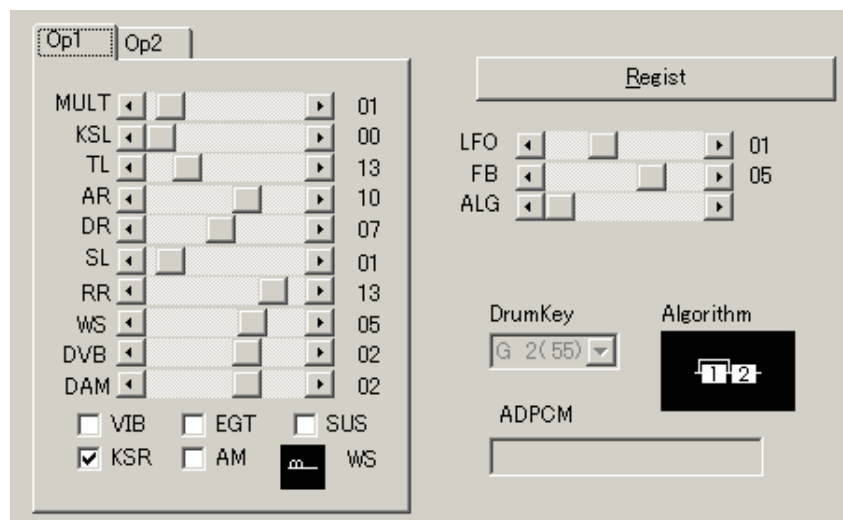 Op1 Op2
MULT 01
KSL 00
TL 13
AR 10
DR 07
SL 01
RR 13
WS 05
DVB 02
DAM 02
VIB EGT SUS
KSR AM WS
Regist
LFO 01
FB 05
ALG
DrumKey
G 2(55)
Algorithm
1 2
ADPCM